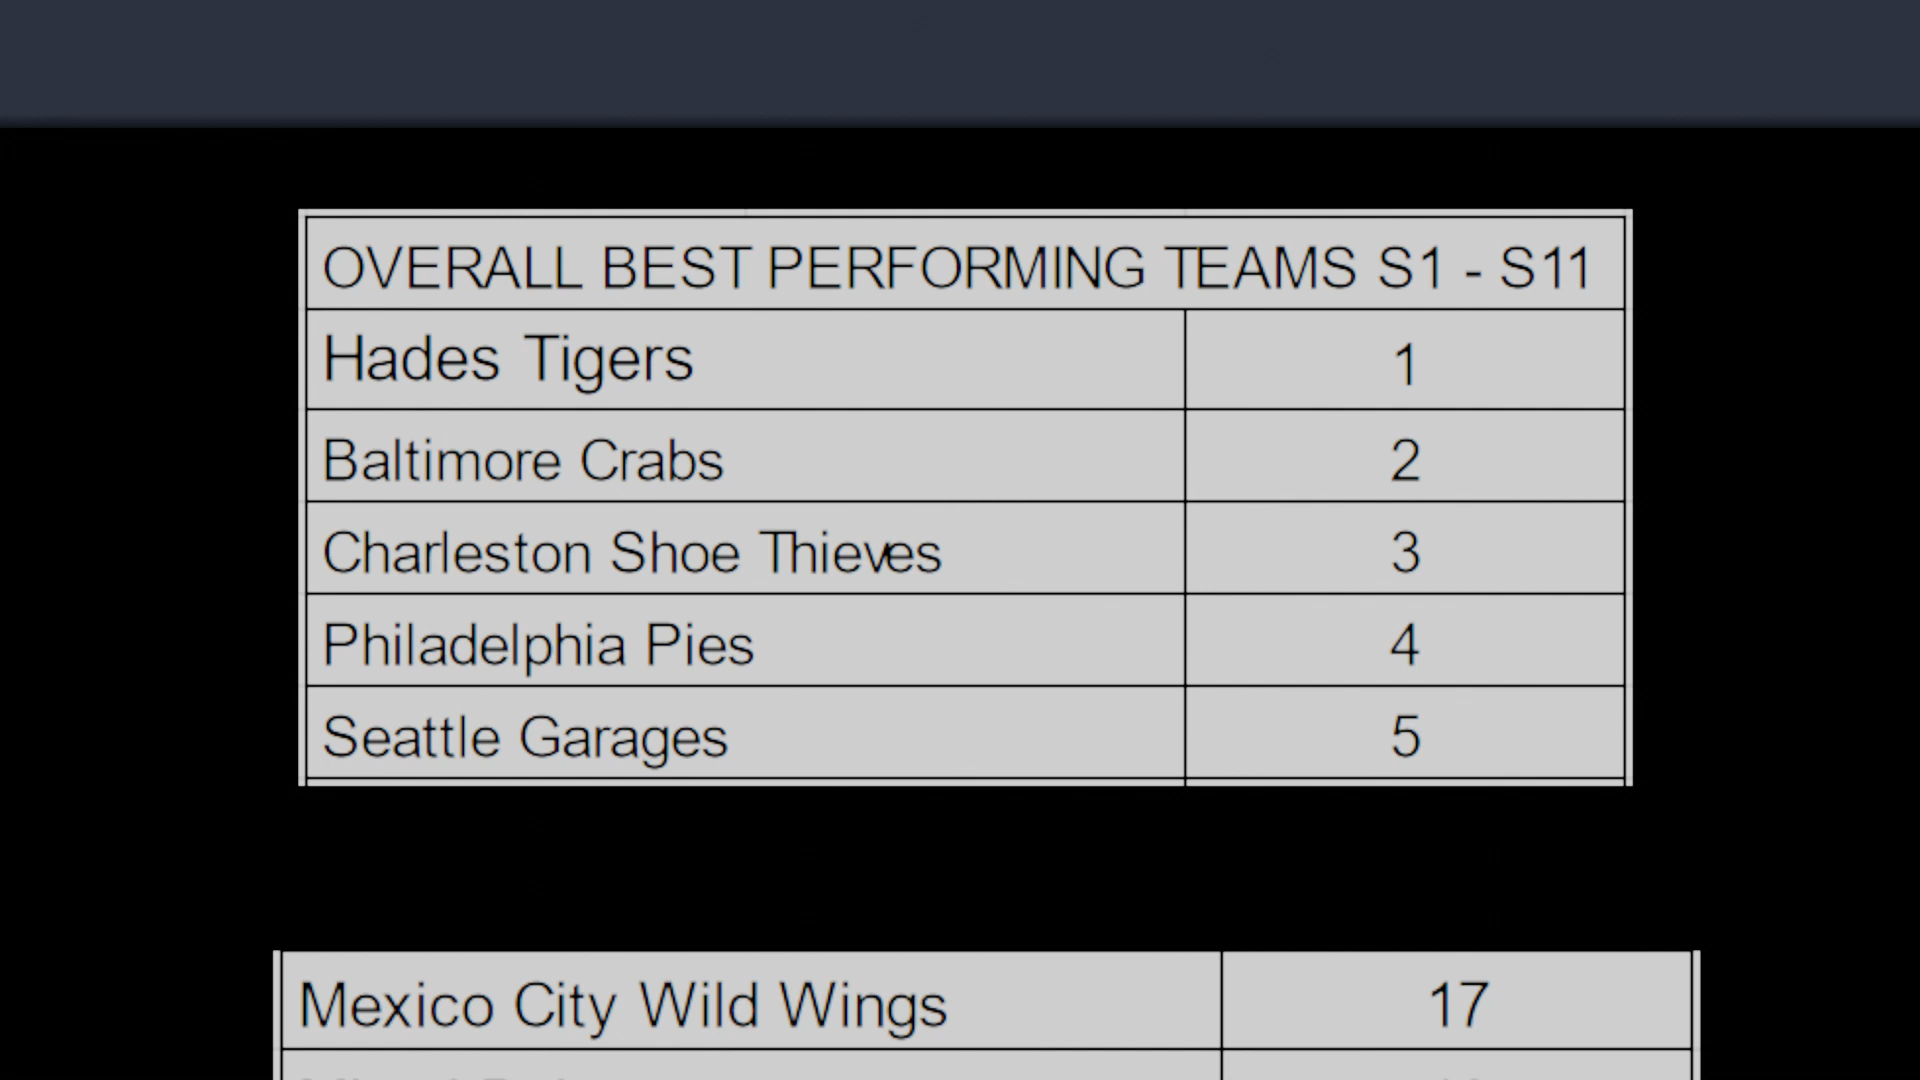 OVERALL BEST PERFORMING TEAMS S1 - S11
Hades Tigers 1
Baltimore Crabs 2
Charleston Shoe Thieves 3
Philadelphia Pies 4
Seattle Garages 5
Mexico City Wild Wings 17